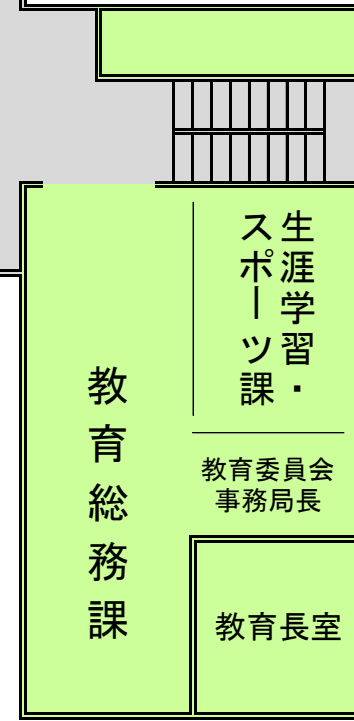 生涯学習・
スポーツ課
教育総務課
教育委員会
事務局長
教育長室